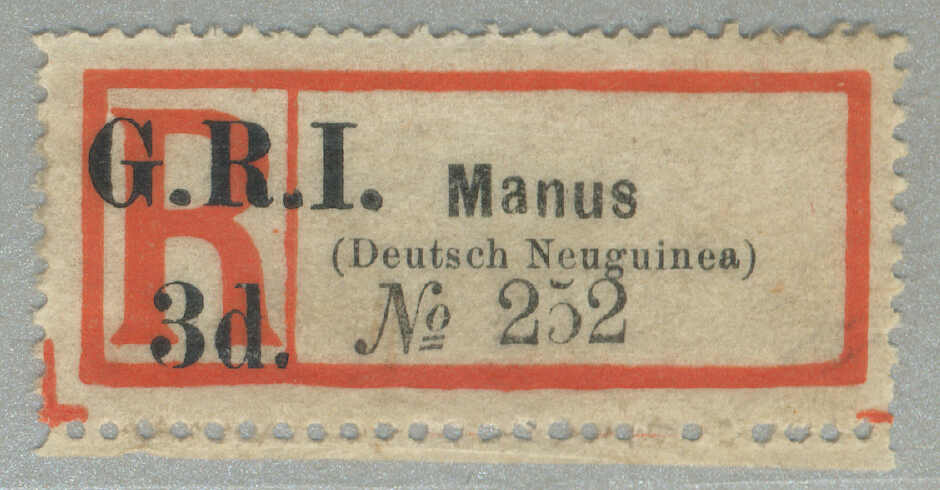 R
G.R.I.
3d.
Manus
(Deutsch Neuguinea)
No 252